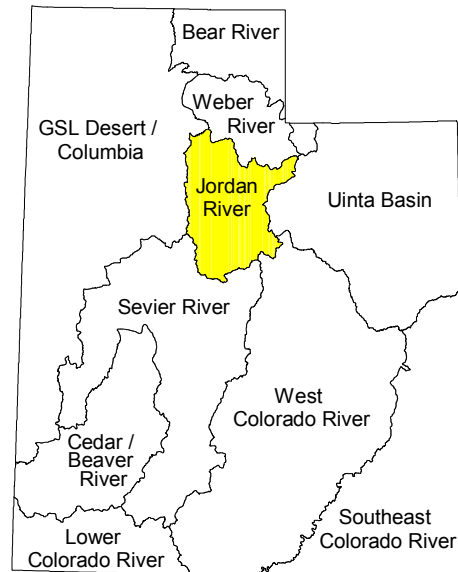 Bear River
Weber
River
GSL Desert /
Columbia
Jordan
River
Uinta Basin
Sevier River
West
Colorado River
Cedar /
Beaver
River
Lower
Colorado River
Southeast
Colorado River